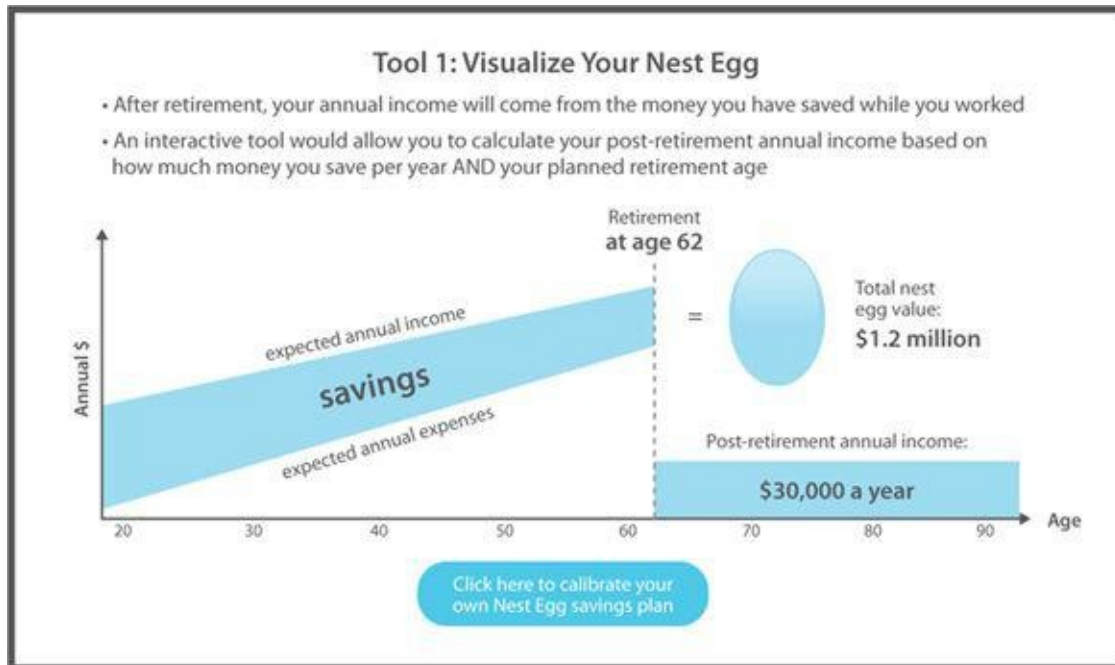 Tool 1: Visualize Your Nest Egg
• After retirement, your annual income will come from the money you have saved while you worked
• An interactive tool would allow you to calculate your post-retirement annual income based on
how much money you save per year AND your planned retirement age
Retirement
at age 62
Annual $
expected annual income
savings
expected annual expenses
=
Total nest
egg value:
$1.2 million
Post-retirement annual income:
$30,000 a year
20 30 40 50 60 70 80 90
Age
Click here to calibrate your
own Nest Egg savings plan